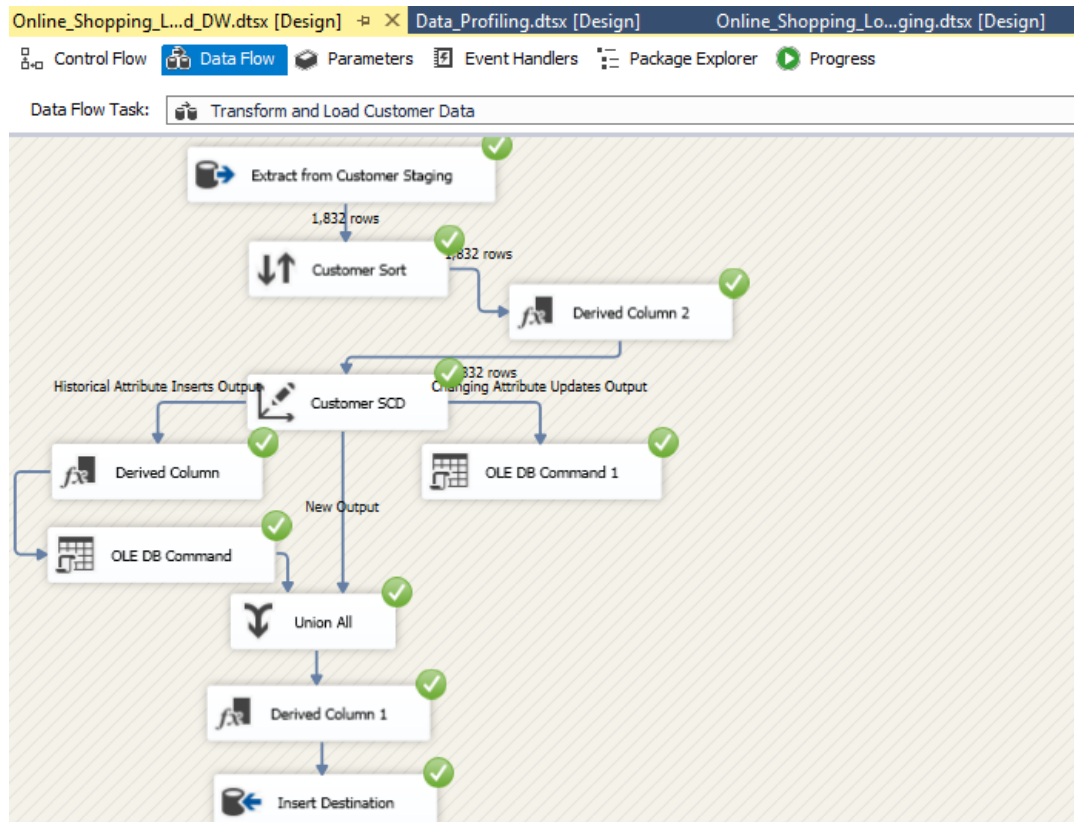 Online_Shopping_L...d_DW.dtsx [Design] Data_Profiling.dtsx [Design] Online_Shopping_Lo...ging.dtsx [Design]
Control Flow Data Flow Parameters Event Handlers Package Explorer Progress
Data Flow Task: Transform and Load Customer Data
Extract from Customer Staging
1,832 rows
Customer Sort
1,832 rows
Derived Column 2
832 rows
Historical Attribute Inserts Output
Changing Attribute Updates Output
Customer SCD
Derived Column
OLE DB Command 1
New Output
OLE DB Command
Union All
Derived Column 1
Insert Destination